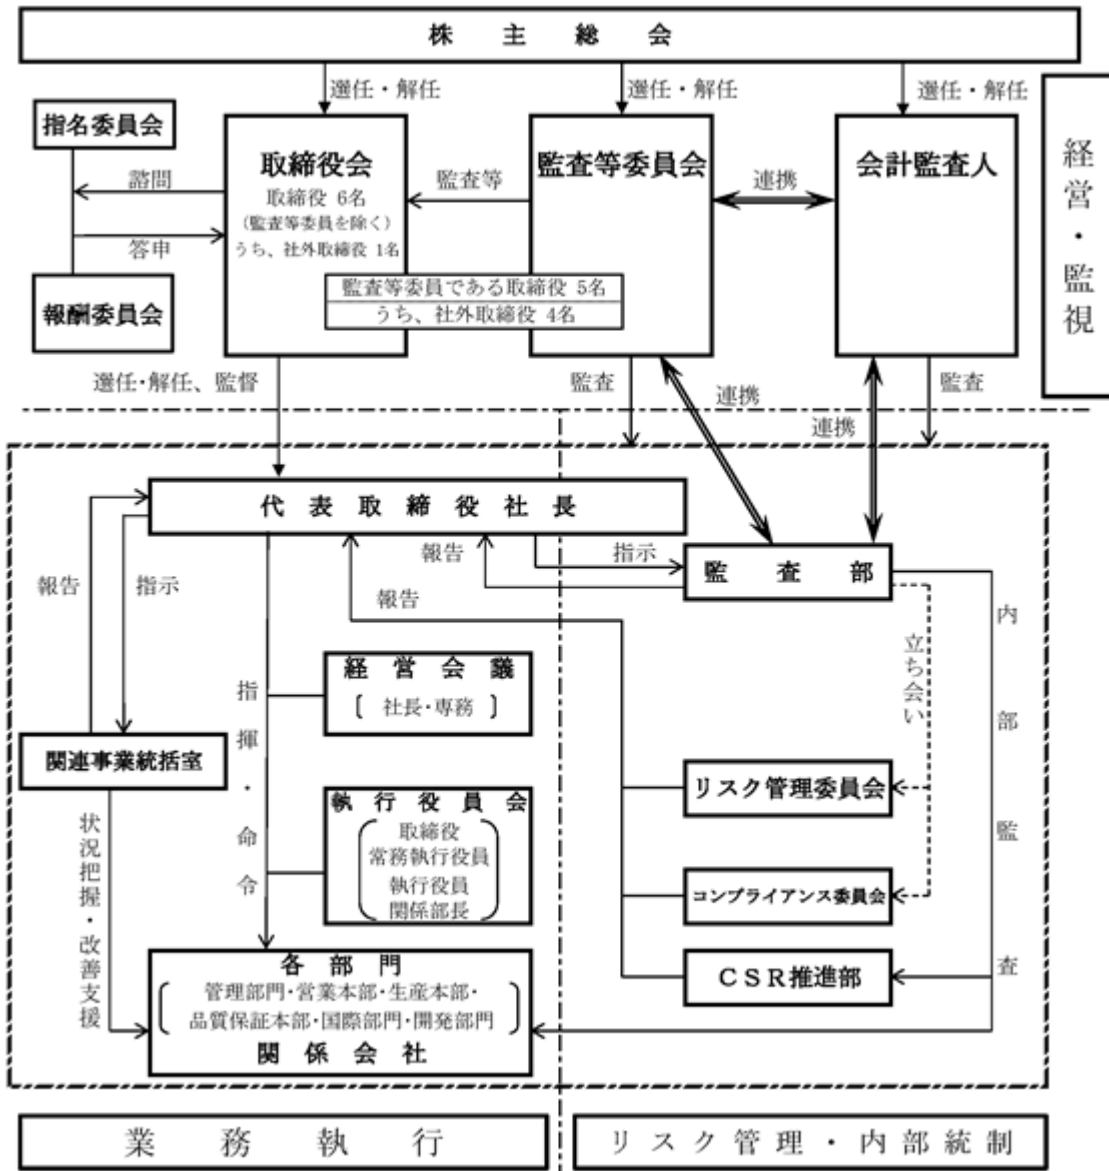 株主総会
選任・解任
選任・解任
選任・解任
指名委員会
諮問
答申
報酬委員会
取締役会
取締役 6名
(監査等委員を除く)
うち、社外取締役 1名
監査等
監査等委員会
連携
会計監査人
監査等委員である取締役 5名
うち、社外取締役 4名
経営・監視
選任・解任、監督
監査
連携
連携
監査
代表取締役社長
報告
指示
報告
報告
指示
監査部
立ち会い
内部監査
指揮・命令
経営会議
[ 社長・専務 ]
関連事業統括室
状況把握・改善支援
執行役員会
取締役
常務執行役員
執行役員
関係部長
リスク管理委員会
コンプライアンス委員会
CSR推進部
各部門
管理部門・営業本部・生産本部・
品質保証本部・国際部門・開発部門
関係会社
業務執行
リスク管理・内部統制